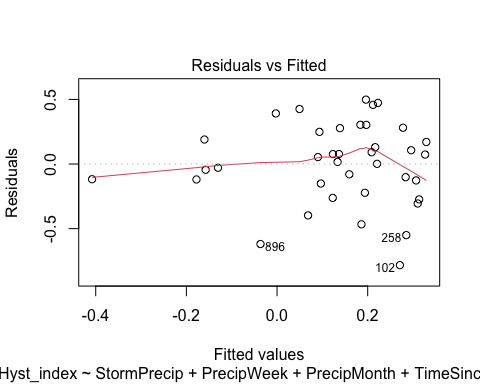 Residuals vs Fitted
Residuals
0.5
0.0
-0.5
896
258
102
-0.4
-0.2
0.0
0.2
Fitted values
Hyst_index ~ StormPrecip + PrecipWeek + PrecipMonth + TimeSinc